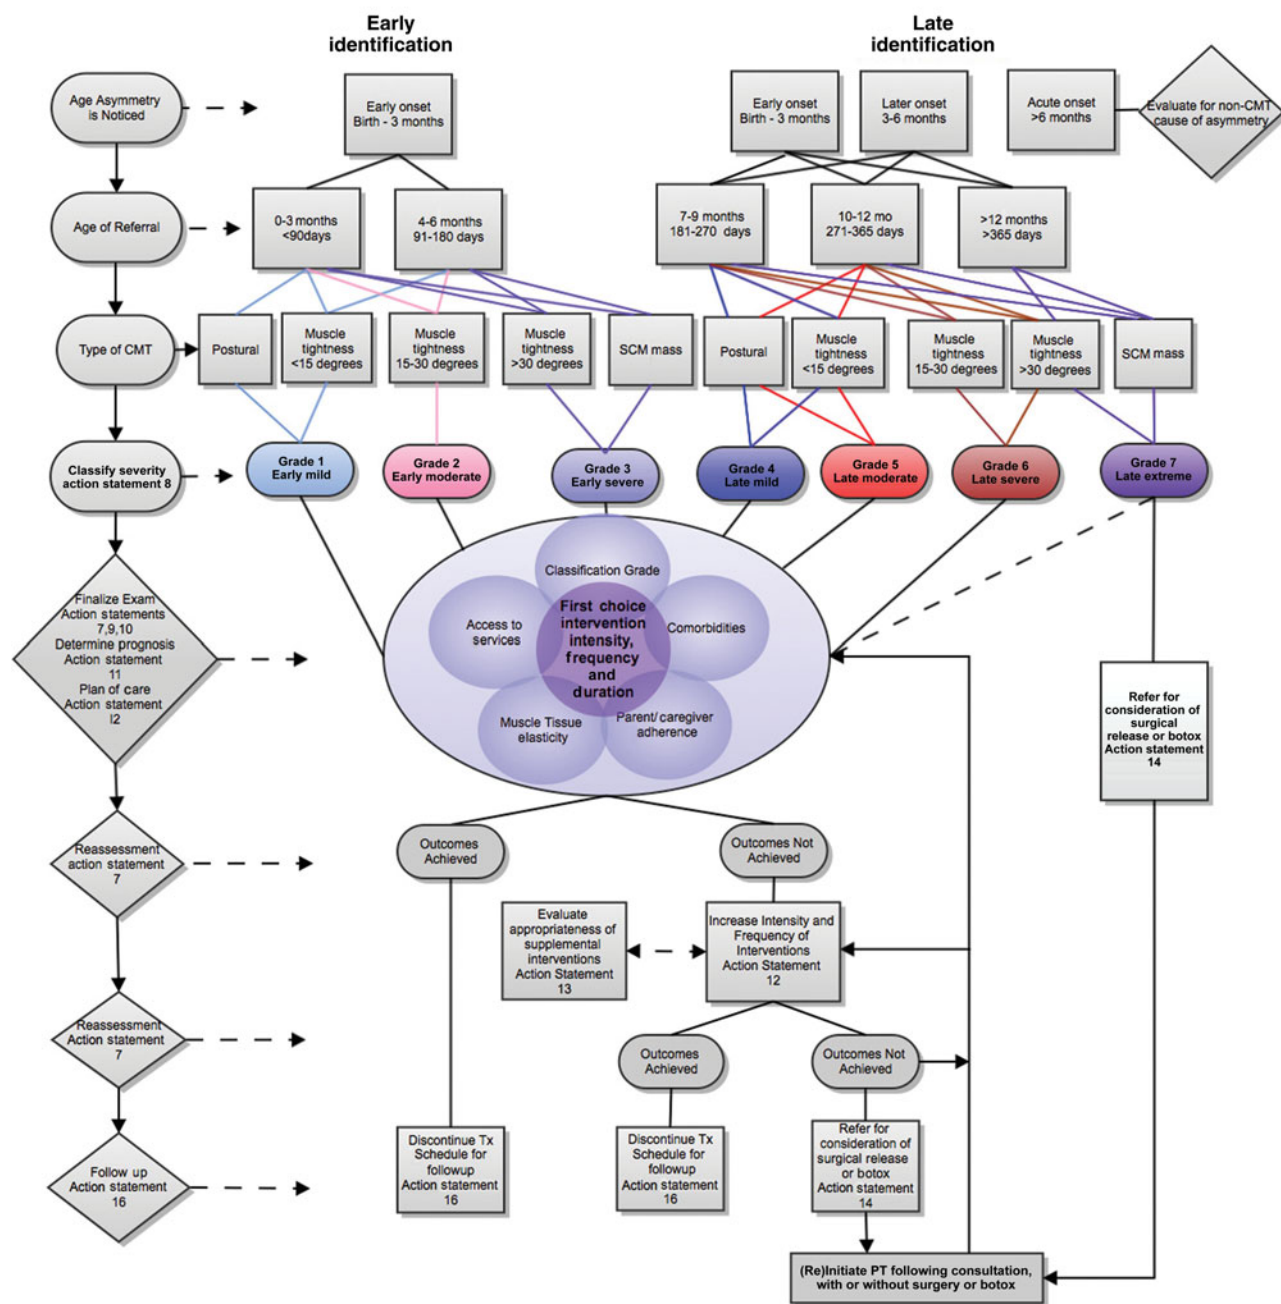 Early
identification
Late
identification
Age Asymmetry
is Noticed
Early onset
Birth - 3 months
Early onset
Birth - 3 months
Later onset
3-6 months
Acute onset
>6 months
Evaluate for non-CMT
cause of asymmetry
Age of Referral
0-3 months
<90days
4-6 months
91-180 days
7-9 months
181-270 days
10-12 mo
271-365 days
>12 months
>365 days
Type of CMT
Postural
Muscle
tightness
<15 degrees
Muscle
tightness
15-30 degrees
Muscle
tightness
>30 degrees
SCM mass
Postural
Muscle
tightness
<15 degrees
Muscle
tightness
15-30 degrees
Muscle
tightness
>30 degrees
SCM mass
Classify severity
action statement 8
Grade 1
Early mild
Grade 2
Early moderate
Grade 3
Early severe
Grade 4
Late mild
Grade 5
Late moderate
Grade 6
Late severe
Grade 7
Late extreme
Finalize Exam
Action statements
7,9,10
Determine prognosis
Action statement
11
Plan of care
Action statement
I2
Classification Grade
Access to
services
First choice
intervention
intensity,
frequency
and
duration
Comorbidities
Muscle Tissue
elasticity
Parent/ caregiver
adherence
Refer for
consideration of
surgical
release or botox
Action statement
14
Reassessment
action statement
7
Outcomes
Achieved
Outcomes Not
Achieved
Evaluate
appropriateness of
supplemental
interventions
Action Statement
13
Increase Intensity and
Frequency of
Interventions
Action Statement
12
Reassessment
Action statement
7
Outcomes
Achieved
Outcomes Not
Achieved
Follow up
Action statement
16
Discontinue Tx
Schedule for
followup
Action statement
16
Discontinue Tx
Schedule for
followup
Action statement
16
Refer for
consideration of
surgical release
or botox
Action statement
14
(Re)Initiate PT following consultation,
with or without surgery or botox